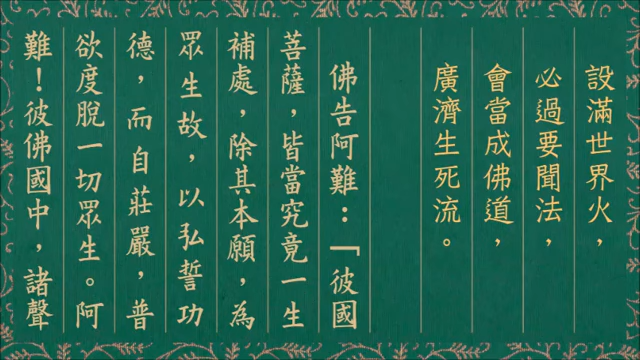 設滿世界火，
必過要聞法，
會當成佛道，
廣濟生死流。
佛告阿難：「彼國
菩薩，皆當究竟一生
補處，除其本願，為
眾生故，以弘誓功
德，而自莊嚴，普
欲度脫一切眾生。阿
難！彼佛國中，諸聲